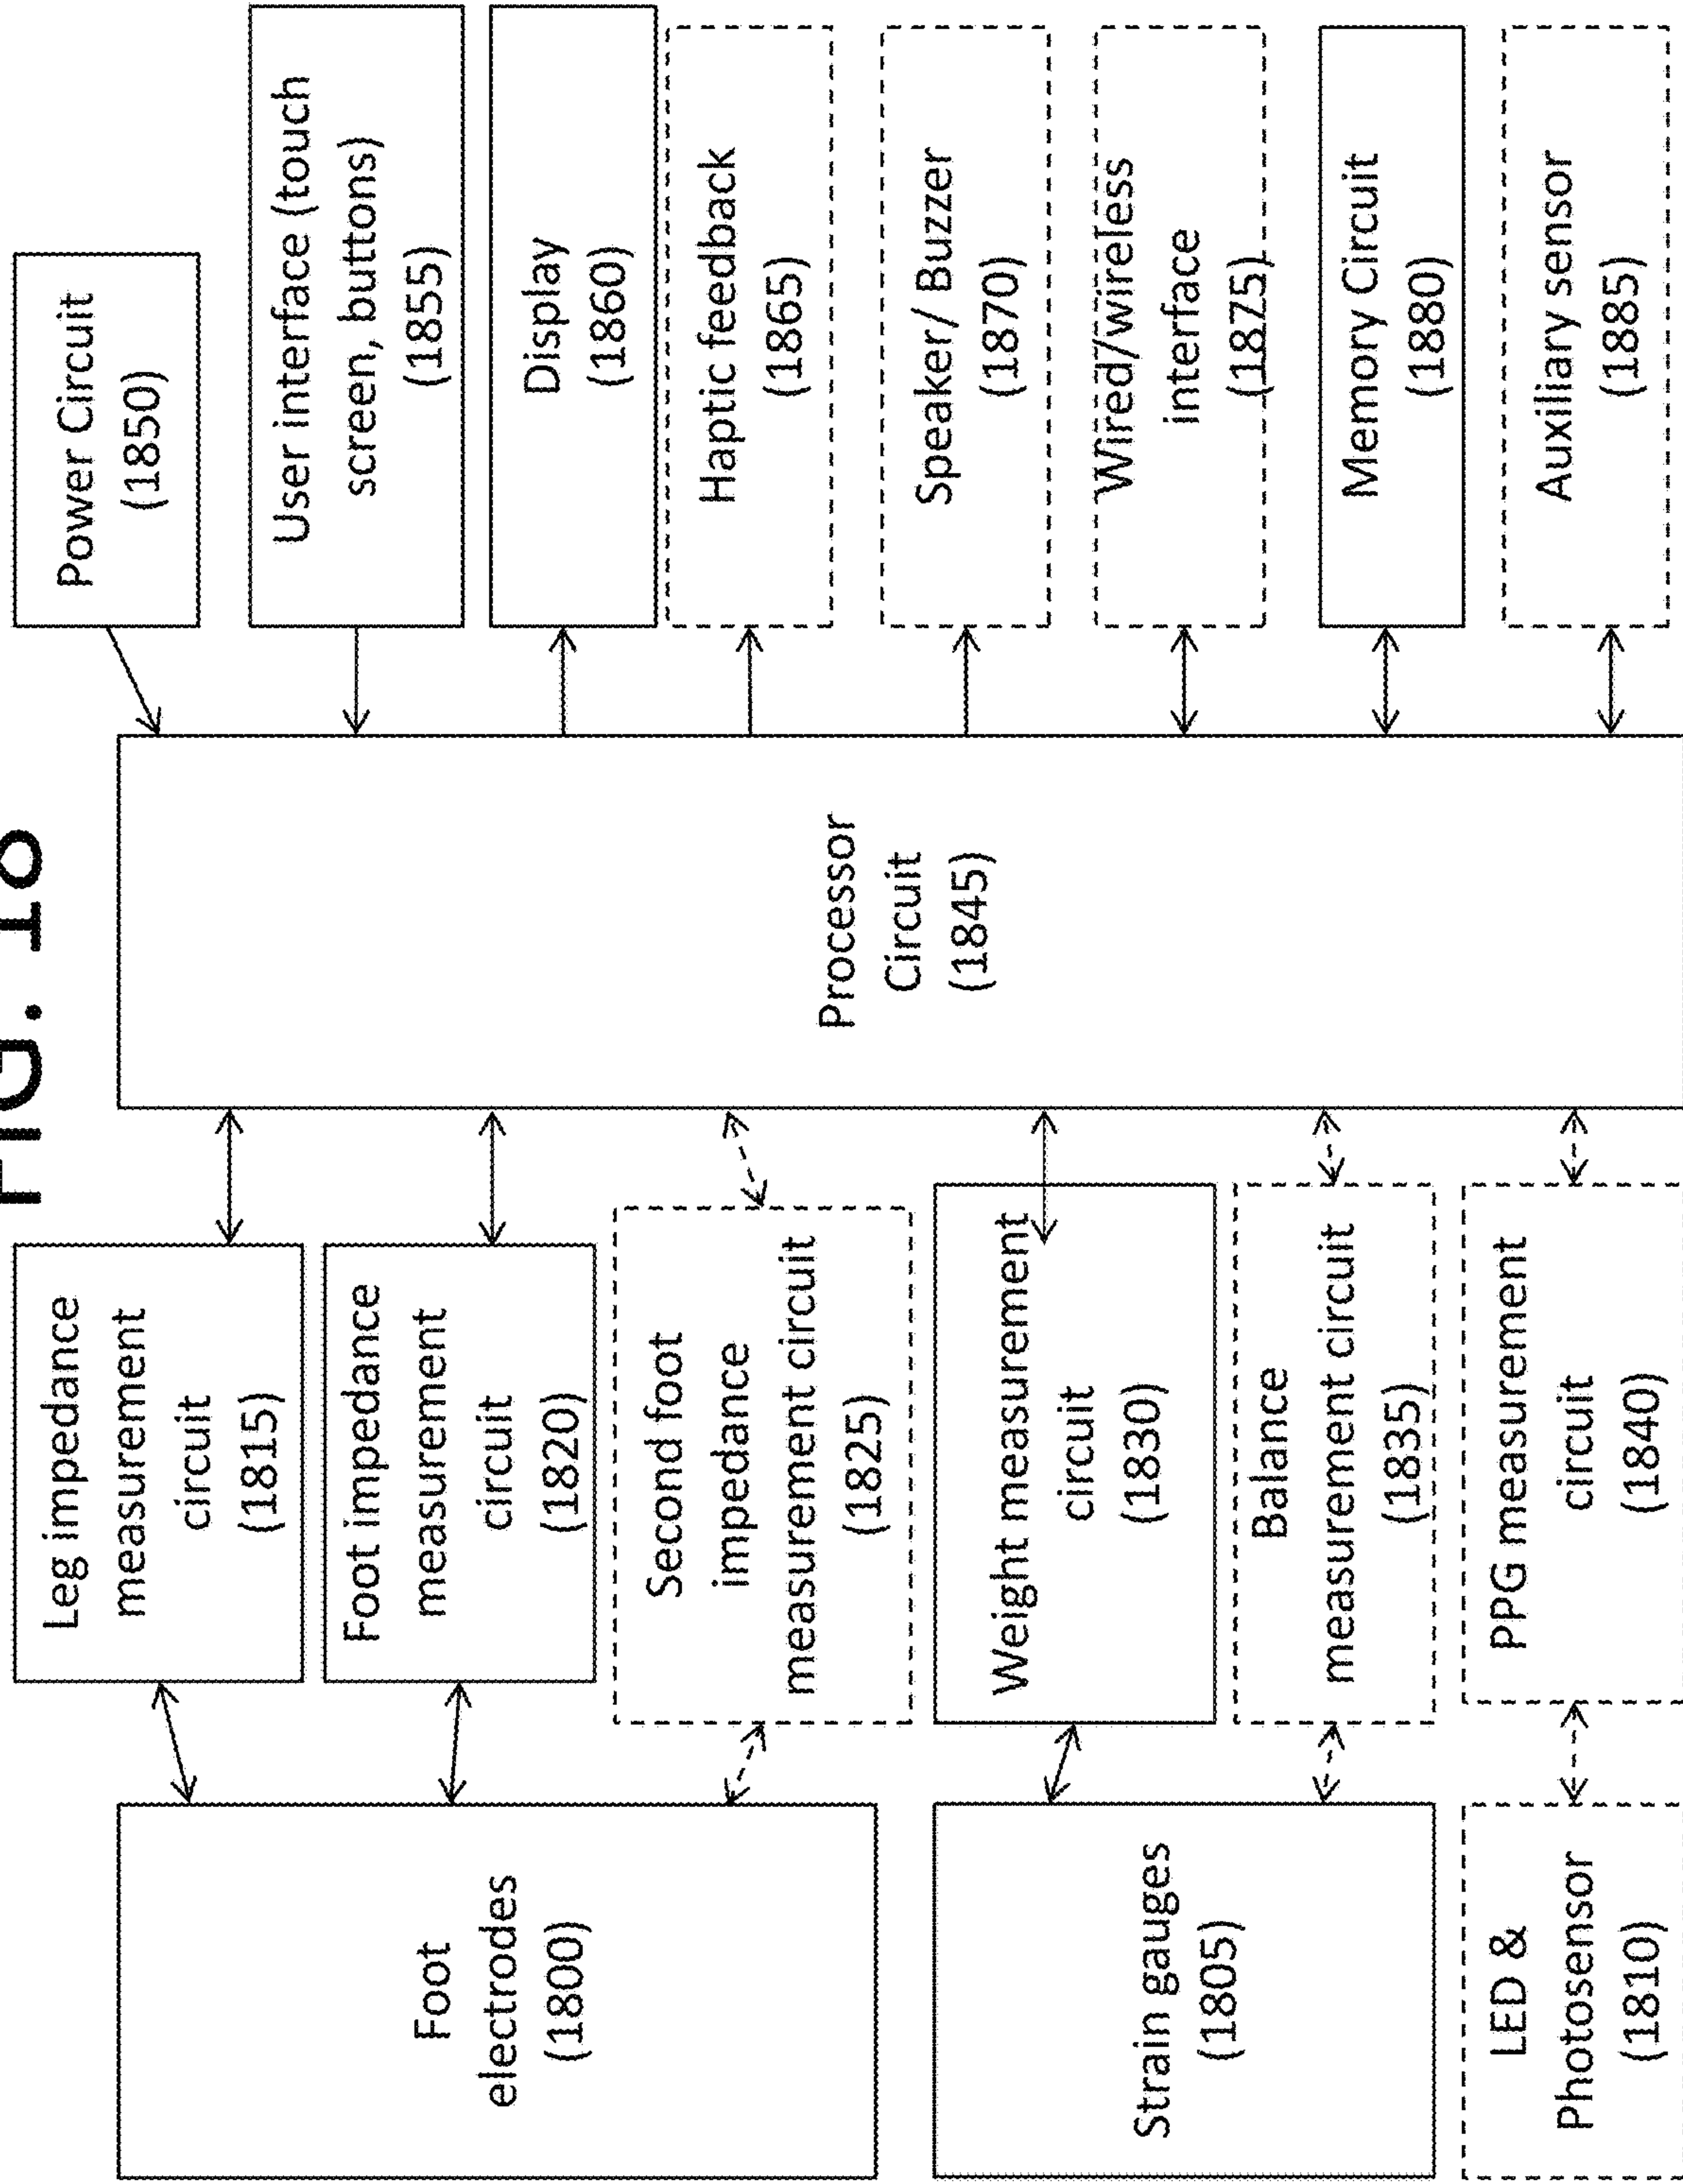 FIG. 18
Foot
electrodes
(1800)
Strain gauges
(1805)
LED &
Photosensor
(1810)
Leg impedance
measurement
circuit
(1815)
Foot impedance
measurement
circuit
(1820)
Second foot
impedance
measurement circuit
(1825)
Weight measurement
circuit
(1830)
Balance
measurement circuit
(1835)
PPG measurement
circuit
(1840)
Processor
Circuit
(1845)
Power Circuit
(1850)
User interface (touch
screen, buttons)
(1855)
Display
(1860)
Haptic feedback
(1865)
Speaker/ Buzzer
(1870)
Wired/wireless
interface
(1875)
Memory Circuit
(1880)
Auxiliary sensor
(1885)